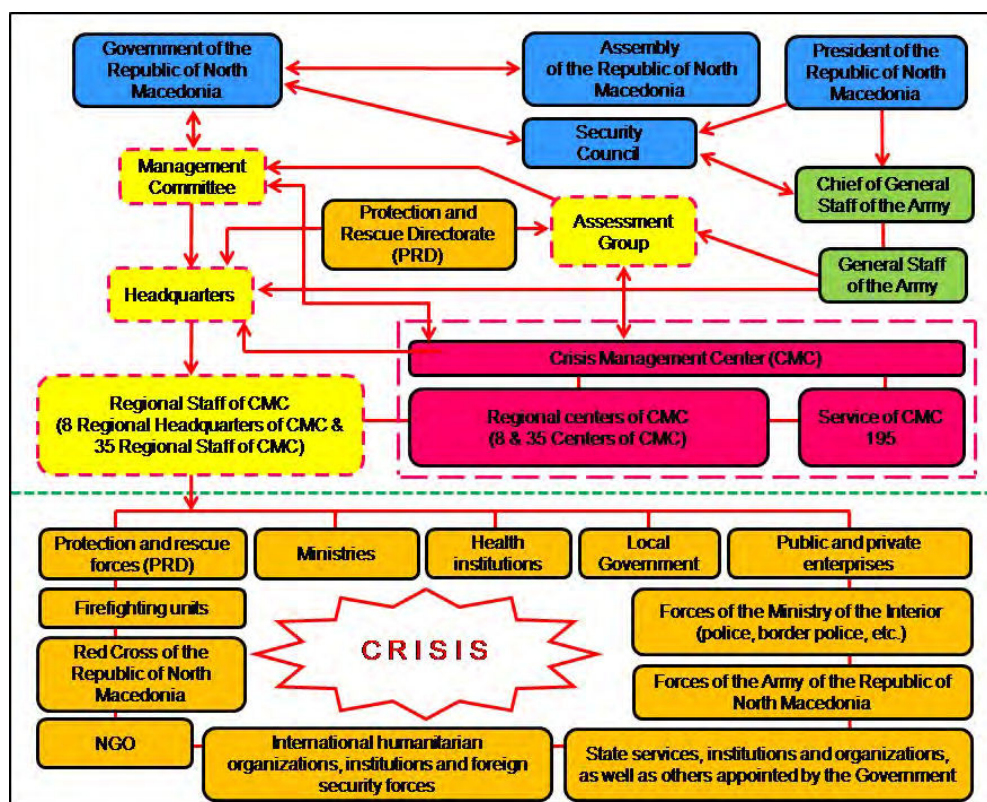 Government of the
Republic of North
Macedonia
Assembly
of the Republic of North
Macedonia
President of the
Republic of North
Macedonia
Security
Council
Management
Committee
Chief of General
Staff of the Army
Protection and
Rescue Directorate
(PRD)
Assessment
Group
General Staff
of the Army
Headquarters
Crisis Management Center (CMC)
Regional Staff of CMC
(8 Regional Headquarters of CMC &
35 Regional Staff of CMC)
Regional centers of CMC
(8 & 35 Centers of CMC)
Service of CMC
195
Protection and rescue
forces (PRD)
Ministries
Health
institutions
Local
Government
Public and private
enterprises
Firefighting units
Forces of the Ministry of the Interior
(police, border police, etc.)
Red Cross of the
Republic of North
Macedonia
CRISIS
Forces of the Army of the Republic of
North Macedonia
NGO
International humanitarian
organizations, institutions and foreign
security forces
State services, institutions and organizations,
as well as others appointed by the Government